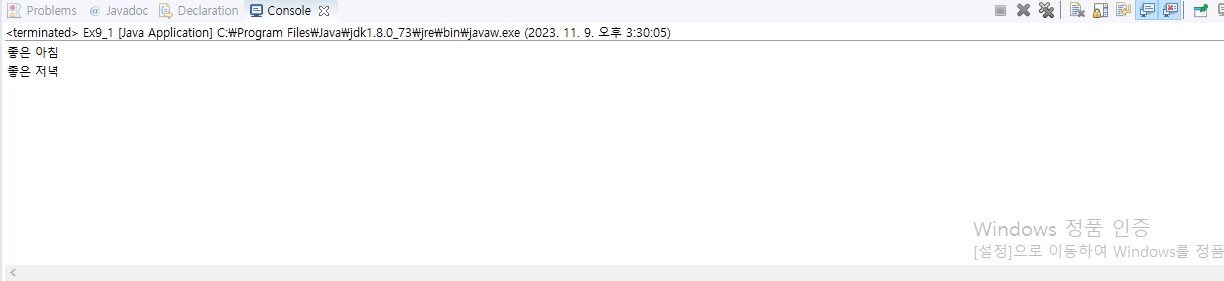 Problems @ Javadoc Declaration Console
<terminated> Ex9_1 [Java Application] C:₩Program Files₩Java₩jdk1.8.0_73₩jre₩bin₩javaw.exe (2023. 11. 9. 오후 3:30:05)
좋은 아침
좋은 저녁
Windows 정품 인증
[설정]으로 이동하여 Windows를 정품